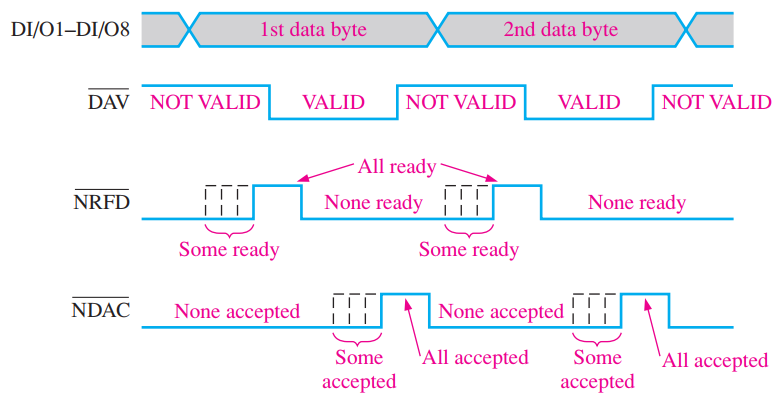 DI/O1–DI/O8 1st data byte 2nd data byte
DAV NOT VALID VALID NOT VALID VALID NOT VALID
All ready
NRFD None ready None ready
Some ready Some ready
NDAC None accepted None accepted
Some All accepted Some All accepted
accepted accepted